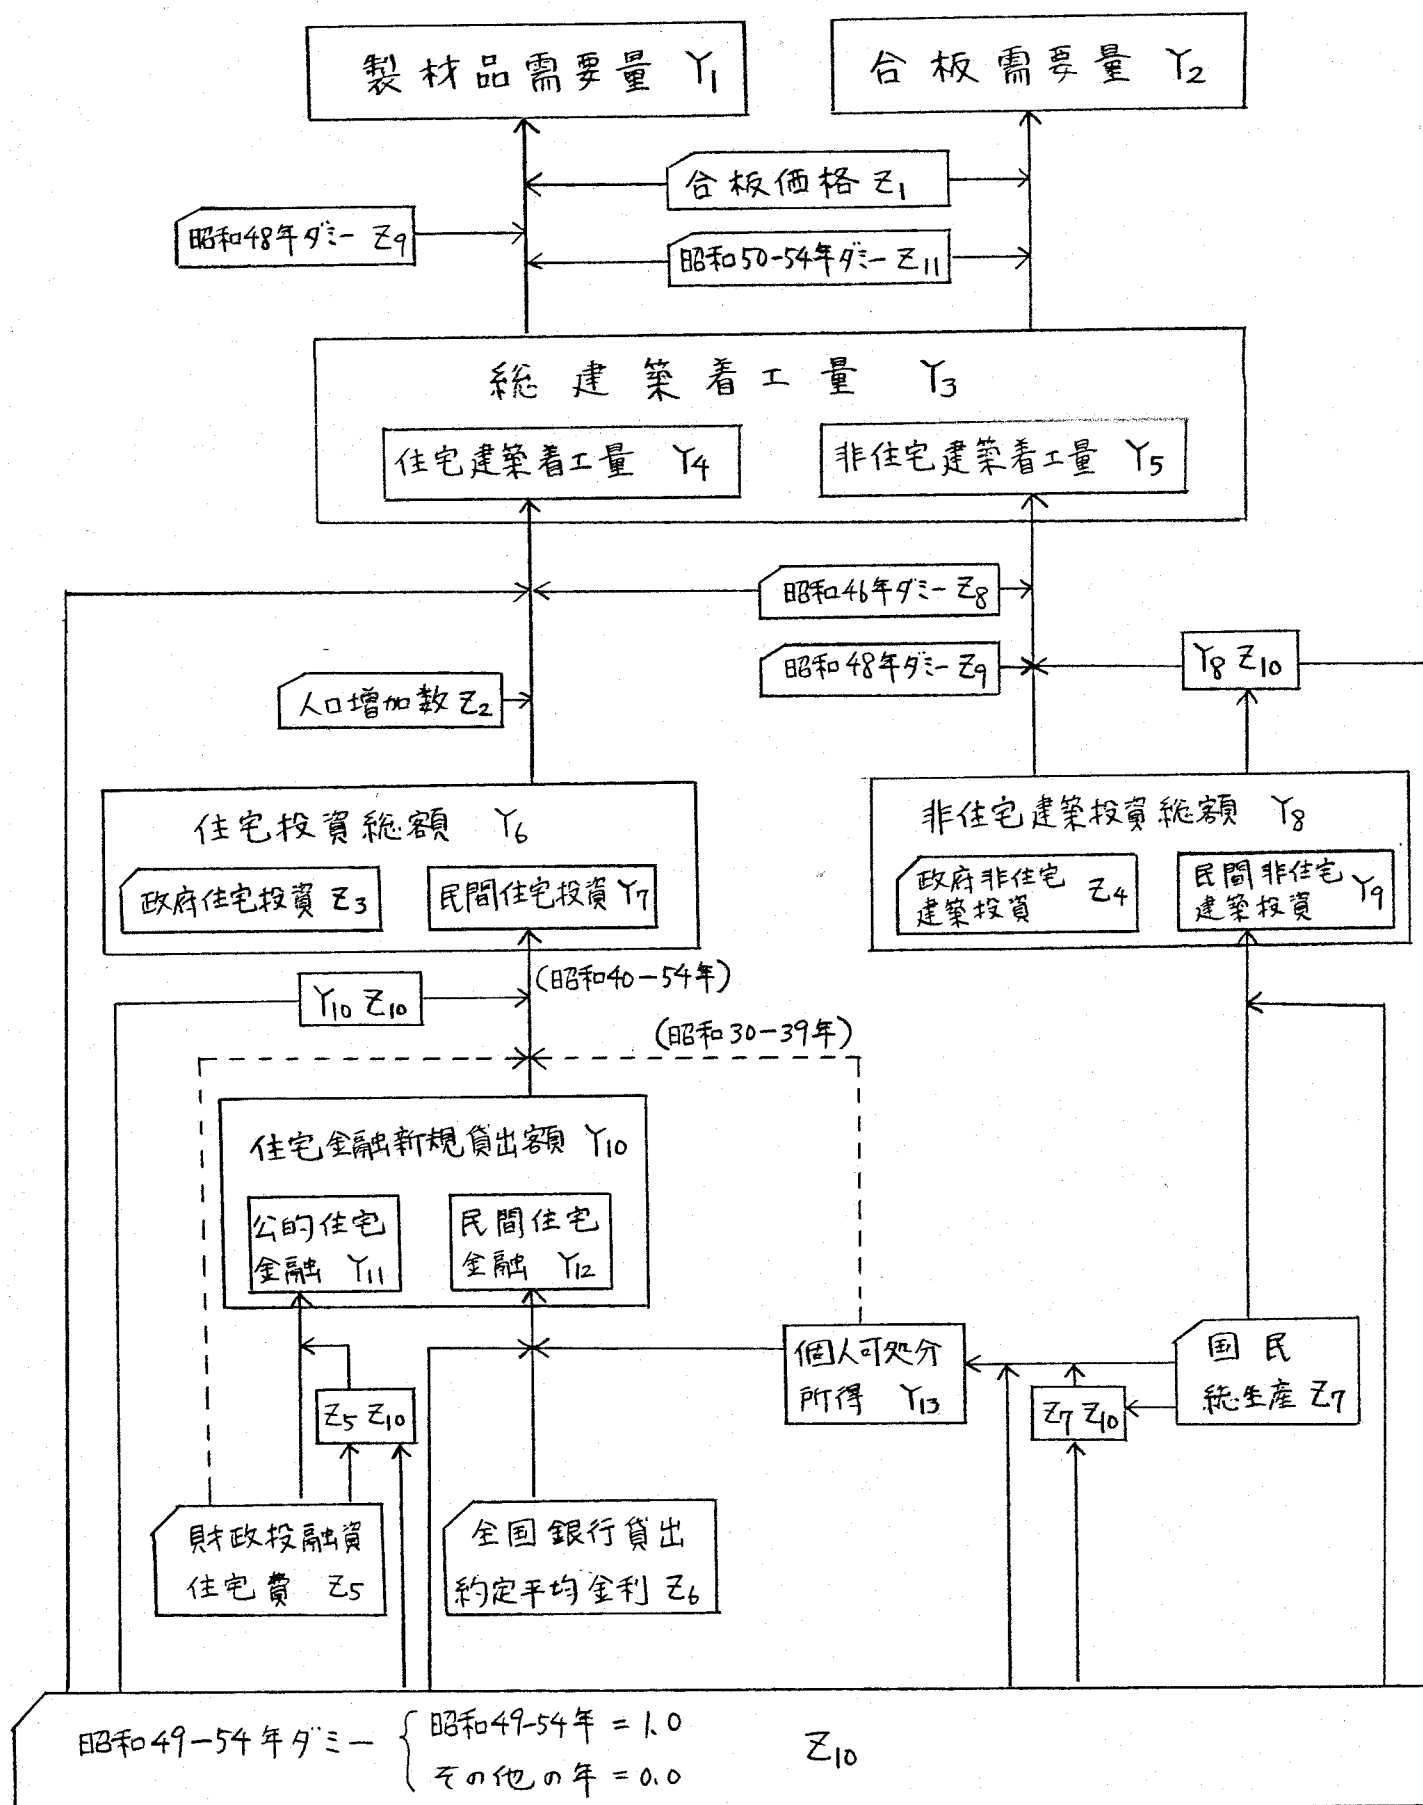 製材品需要量 Y1
合板需要量 Y2
合板価格 Z1
昭和48年ダミー Z9
昭和50-54年ダミー Z11
総建築着工量 Y3
住宅建築着工量 Y4
非住宅建築着工量 Y5
昭和46年ダミー Z8
昭和48年ダミー Z9
Y8 Z10
人口増加数 Z2
住宅投資総額 Y6
政府住宅投資 Z3
民間住宅投資 Y7
非住宅建築投資総額 Y8
政府非住宅
建築投資 Z4
民間非住宅
建築投資 Y9
(昭和40-54年)
Y10 Z10
(昭和30-39年)
住宅金融新規貸出額 Y10
公的住宅
金融 Y11
民間住宅
金融 Y12
個人可処分
所得 Y13
国民
総生産 Z7
Z5 Z10
Z7 Z10
財政投融資
住宅費 Z5
全国銀行貸出
約定平均金利 Z6
昭和49-54年ダミー { 昭和49-54年 = 1.0
その他の年 = 0.0
Z10